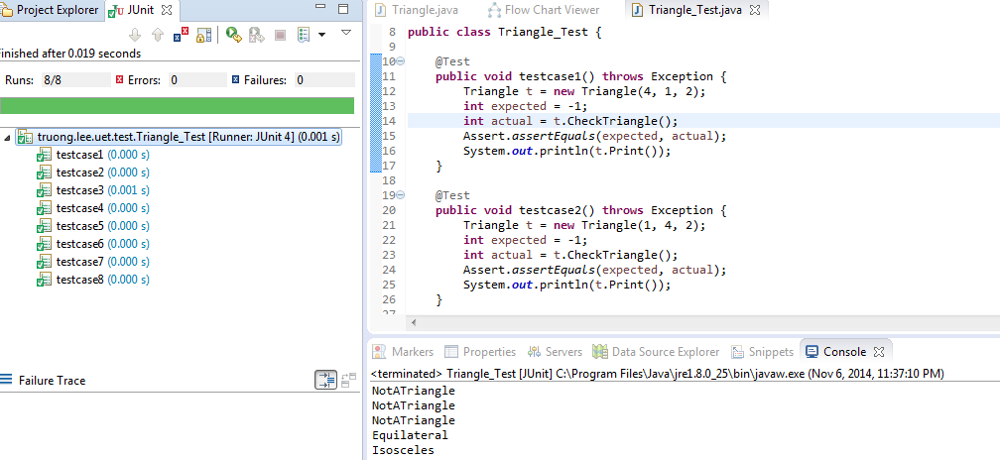 Project Explorer JUnit
Finished after 0.019 seconds
Runs: 8/8 Errors: 0 Failures: 0
truong.lee.uet.test.Triangle_Test [Runner: JUnit 4] (0.001 s)
testcase1 (0.000 s)
testcase2 (0.000 s)
testcase3 (0.001 s)
testcase4 (0.000 s)
testcase5 (0.000 s)
testcase6 (0.000 s)
testcase7 (0.000 s)
testcase8 (0.000 s)
Failure Trace
Triangle.java Flow Chart Viewer Triangle_Test.java
8 public class Triangle_Test {
9
10 @Test
11 public void testcase1() throws Exception {
12 Triangle t = new Triangle(4, 1, 2);
13 int expected = -1;
14 int actual = t.CheckTriangle();
15 Assert.assertEquals(expected, actual);
16 System.out.println(t.Print());
17 }
18
19 @Test
20 public void testcase2() throws Exception {
21 Triangle t = new Triangle(1, 4, 2);
22 int expected = -1;
23 int actual = t.CheckTriangle();
24 Assert.assertEquals(expected, actual);
25 System.out.println(t.Print());
26 }
27
Markers Properties Servers Data Source Explorer Snippets Console
<terminated> Triangle_Test [JUnit] C:\Program Files\Java\jre1.8.0_25\bin\javaw.exe (Nov 6, 2014, 11:37:10 PM)
NotATriangle
NotATriangle
NotATriangle
Equilateral
Isosceles